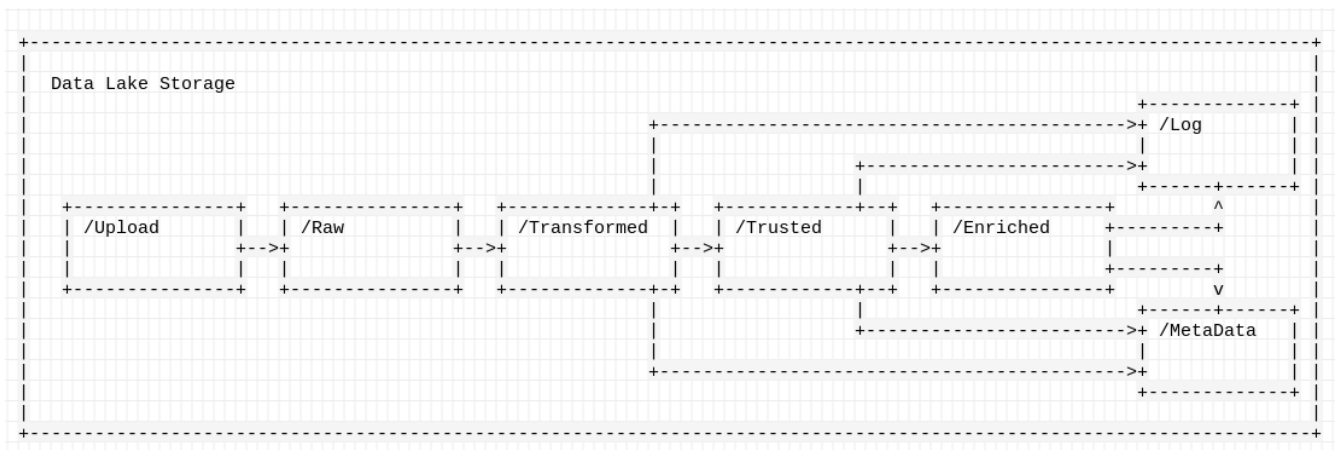 Data Lake Storage
/Log
/Upload
/Raw
/Transformed
/Trusted
/Enriched
/MetaData